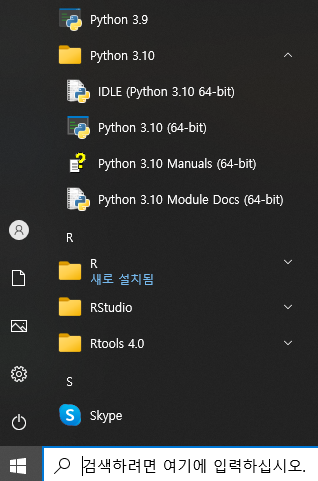 Python 3.9
Python 3.10
IDLE (Python 3.10 64-bit)
Python 3.10 (64-bit)
Python 3.10 Manuals (64-bit)
Python 3.10 Module Docs (64-bit)
R
R
새로 설치됨
RStudio
Rtools 4.0
S
Skype
검색하려면 여기에 입력하십시오.